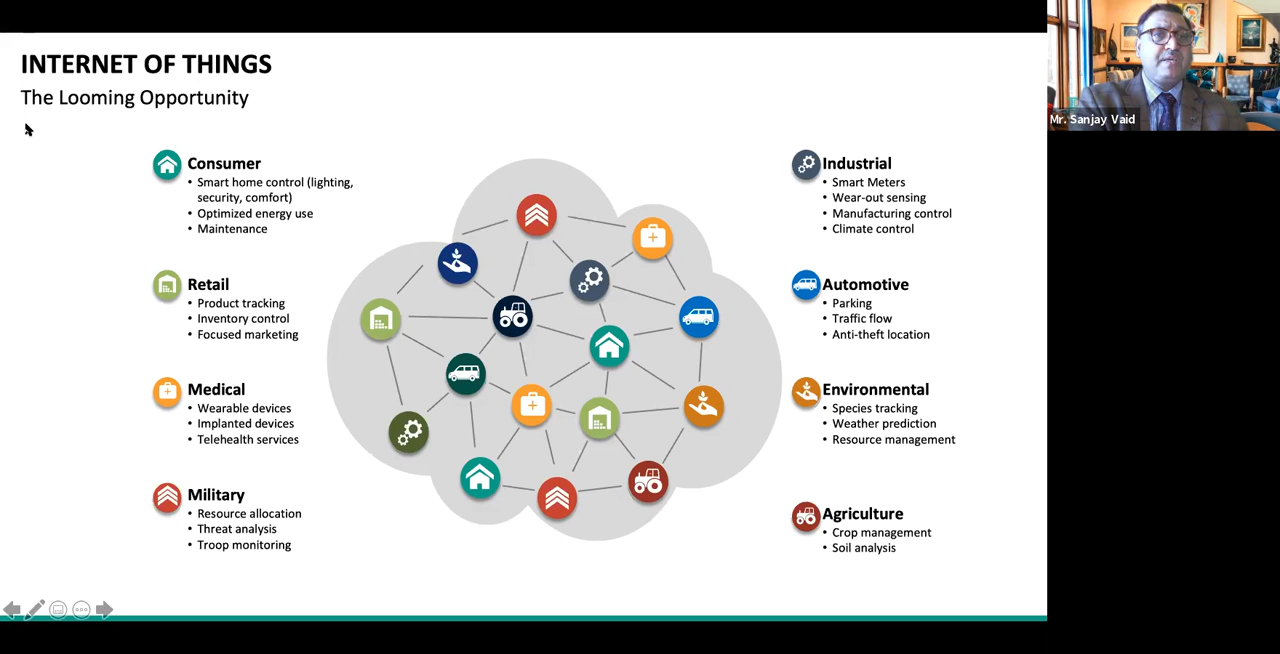 INTERNET OF THINGS
The Looming Opportunity
Mr. Sanjay Vaid
Consumer
• Smart home control (lighting,
security, comfort)
• Optimized energy use
• Maintenance
Retail
• Product tracking
• Inventory control
• Focused marketing
Medical
• Wearable devices
• Implanted devices
• Telehealth services
Military
• Resource allocation
• Threat analysis
• Troop monitoring
Industrial
• Smart Meters
• Wear-out sensing
• Manufacturing control
• Climate control
Automotive
• Parking
• Traffic flow
• Anti-theft location
Environmental
• Species tracking
• Weather prediction
• Resource management
Agriculture
• Crop management
• Soil analysis